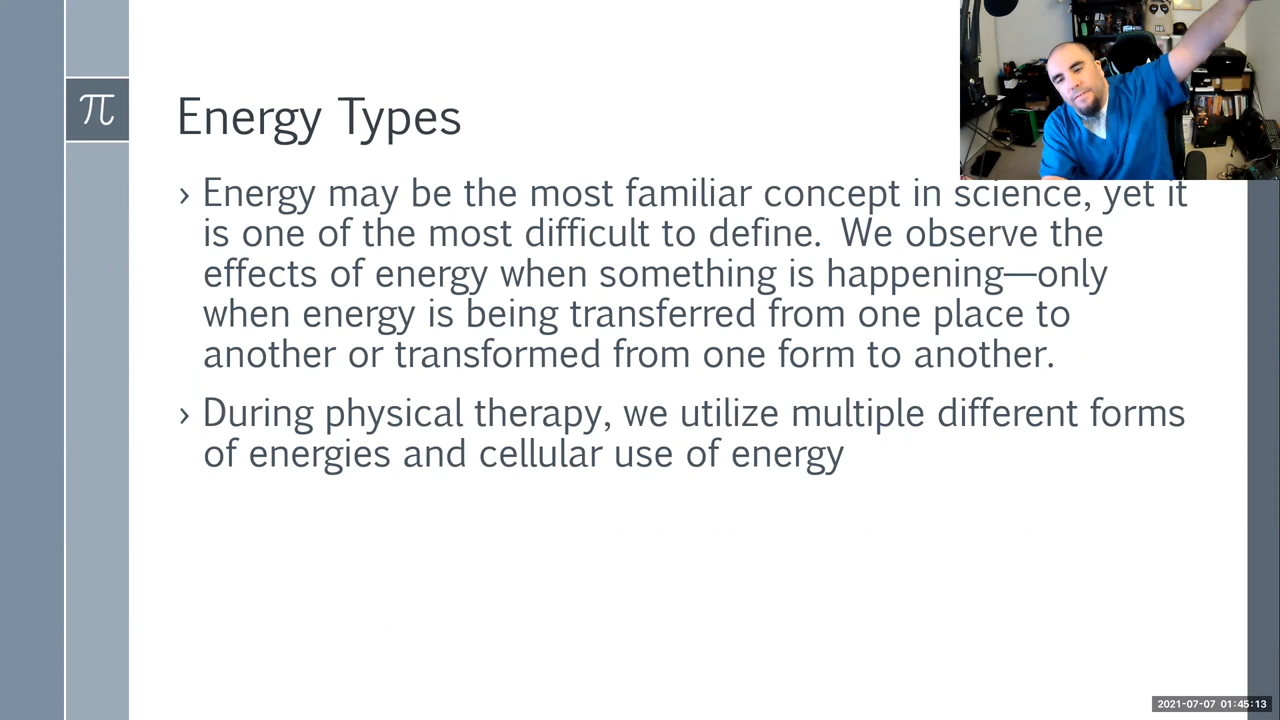 π
Energy Types
› Energy may be the most familiar concept in science, yet it
is one of the most difficult to define. We observe the
effects of energy when something is happening—only
when energy is being transferred from one place to
another or transformed from one form to another.
› During physical therapy, we utilize multiple different forms
of energies and cellular use of energy
2021-07-07 01:45:13